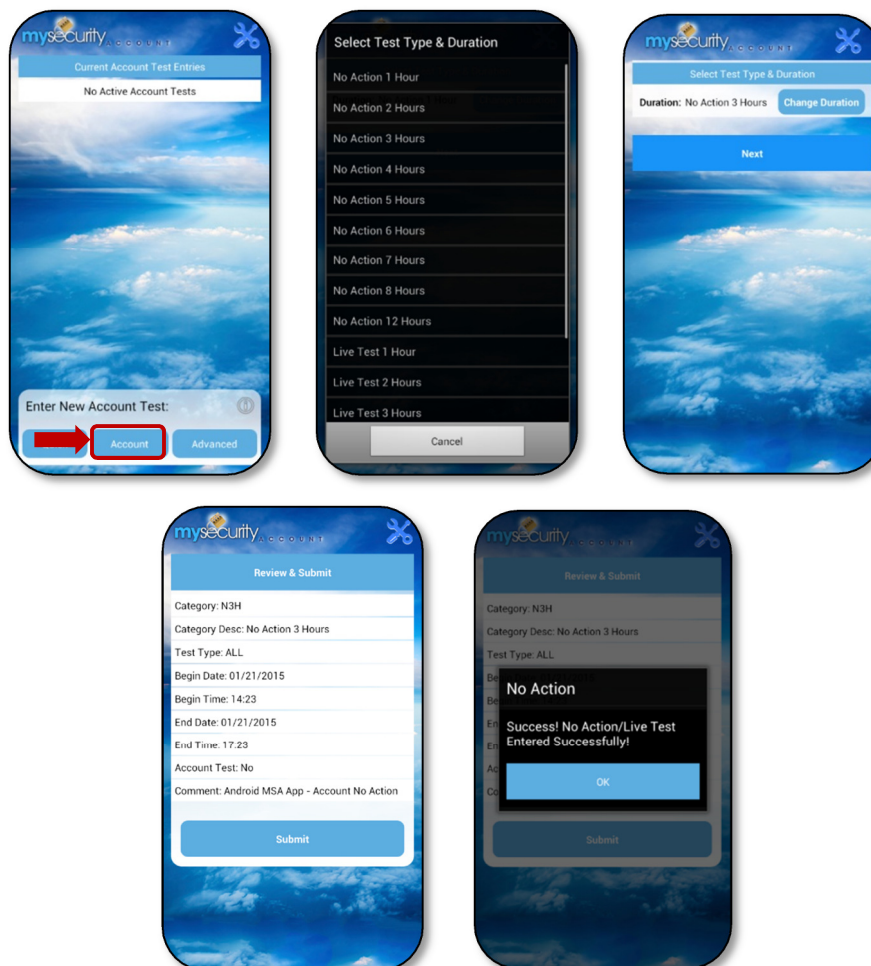 mysecurity
ACCOUNT
Current Account Test Entries
No Active Account Tests
Enter New Account Test:
Account
Advanced
Select Test Type & Duration
No Action 1 Hour
No Action 2 Hours
No Action 3 Hours
No Action 4 Hours
No Action 5 Hours
No Action 6 Hours
No Action 7 Hours
No Action 8 Hours
No Action 12 Hours
Live Test 1 Hour
Live Test 2 Hours
Live Test 3 Hours
Cancel
mysecurity
ACCOUNT
Select Test Type & Duration
Duration: No Action 3 Hours Change Duration
Next
mysecurity
ACCOUNT
Review & Submit
Category: N3H
Category Desc: No Action 3 Hours
Test Type: ALL
Begin Date: 01/21/2015
Begin Time: 14:23
End Date: 01/21/2015
End Time: 17:23
Account Test: No
Comment: Android MSA App - Account No Action
Submit
mysecurity
ACCOUNT
Review & Submit
Category: N3H
Category Desc: No Action 3 Hours
Test Type: ALL
No Action
Success! No Action/Live Test
Entered Successfully!
OK
Submit